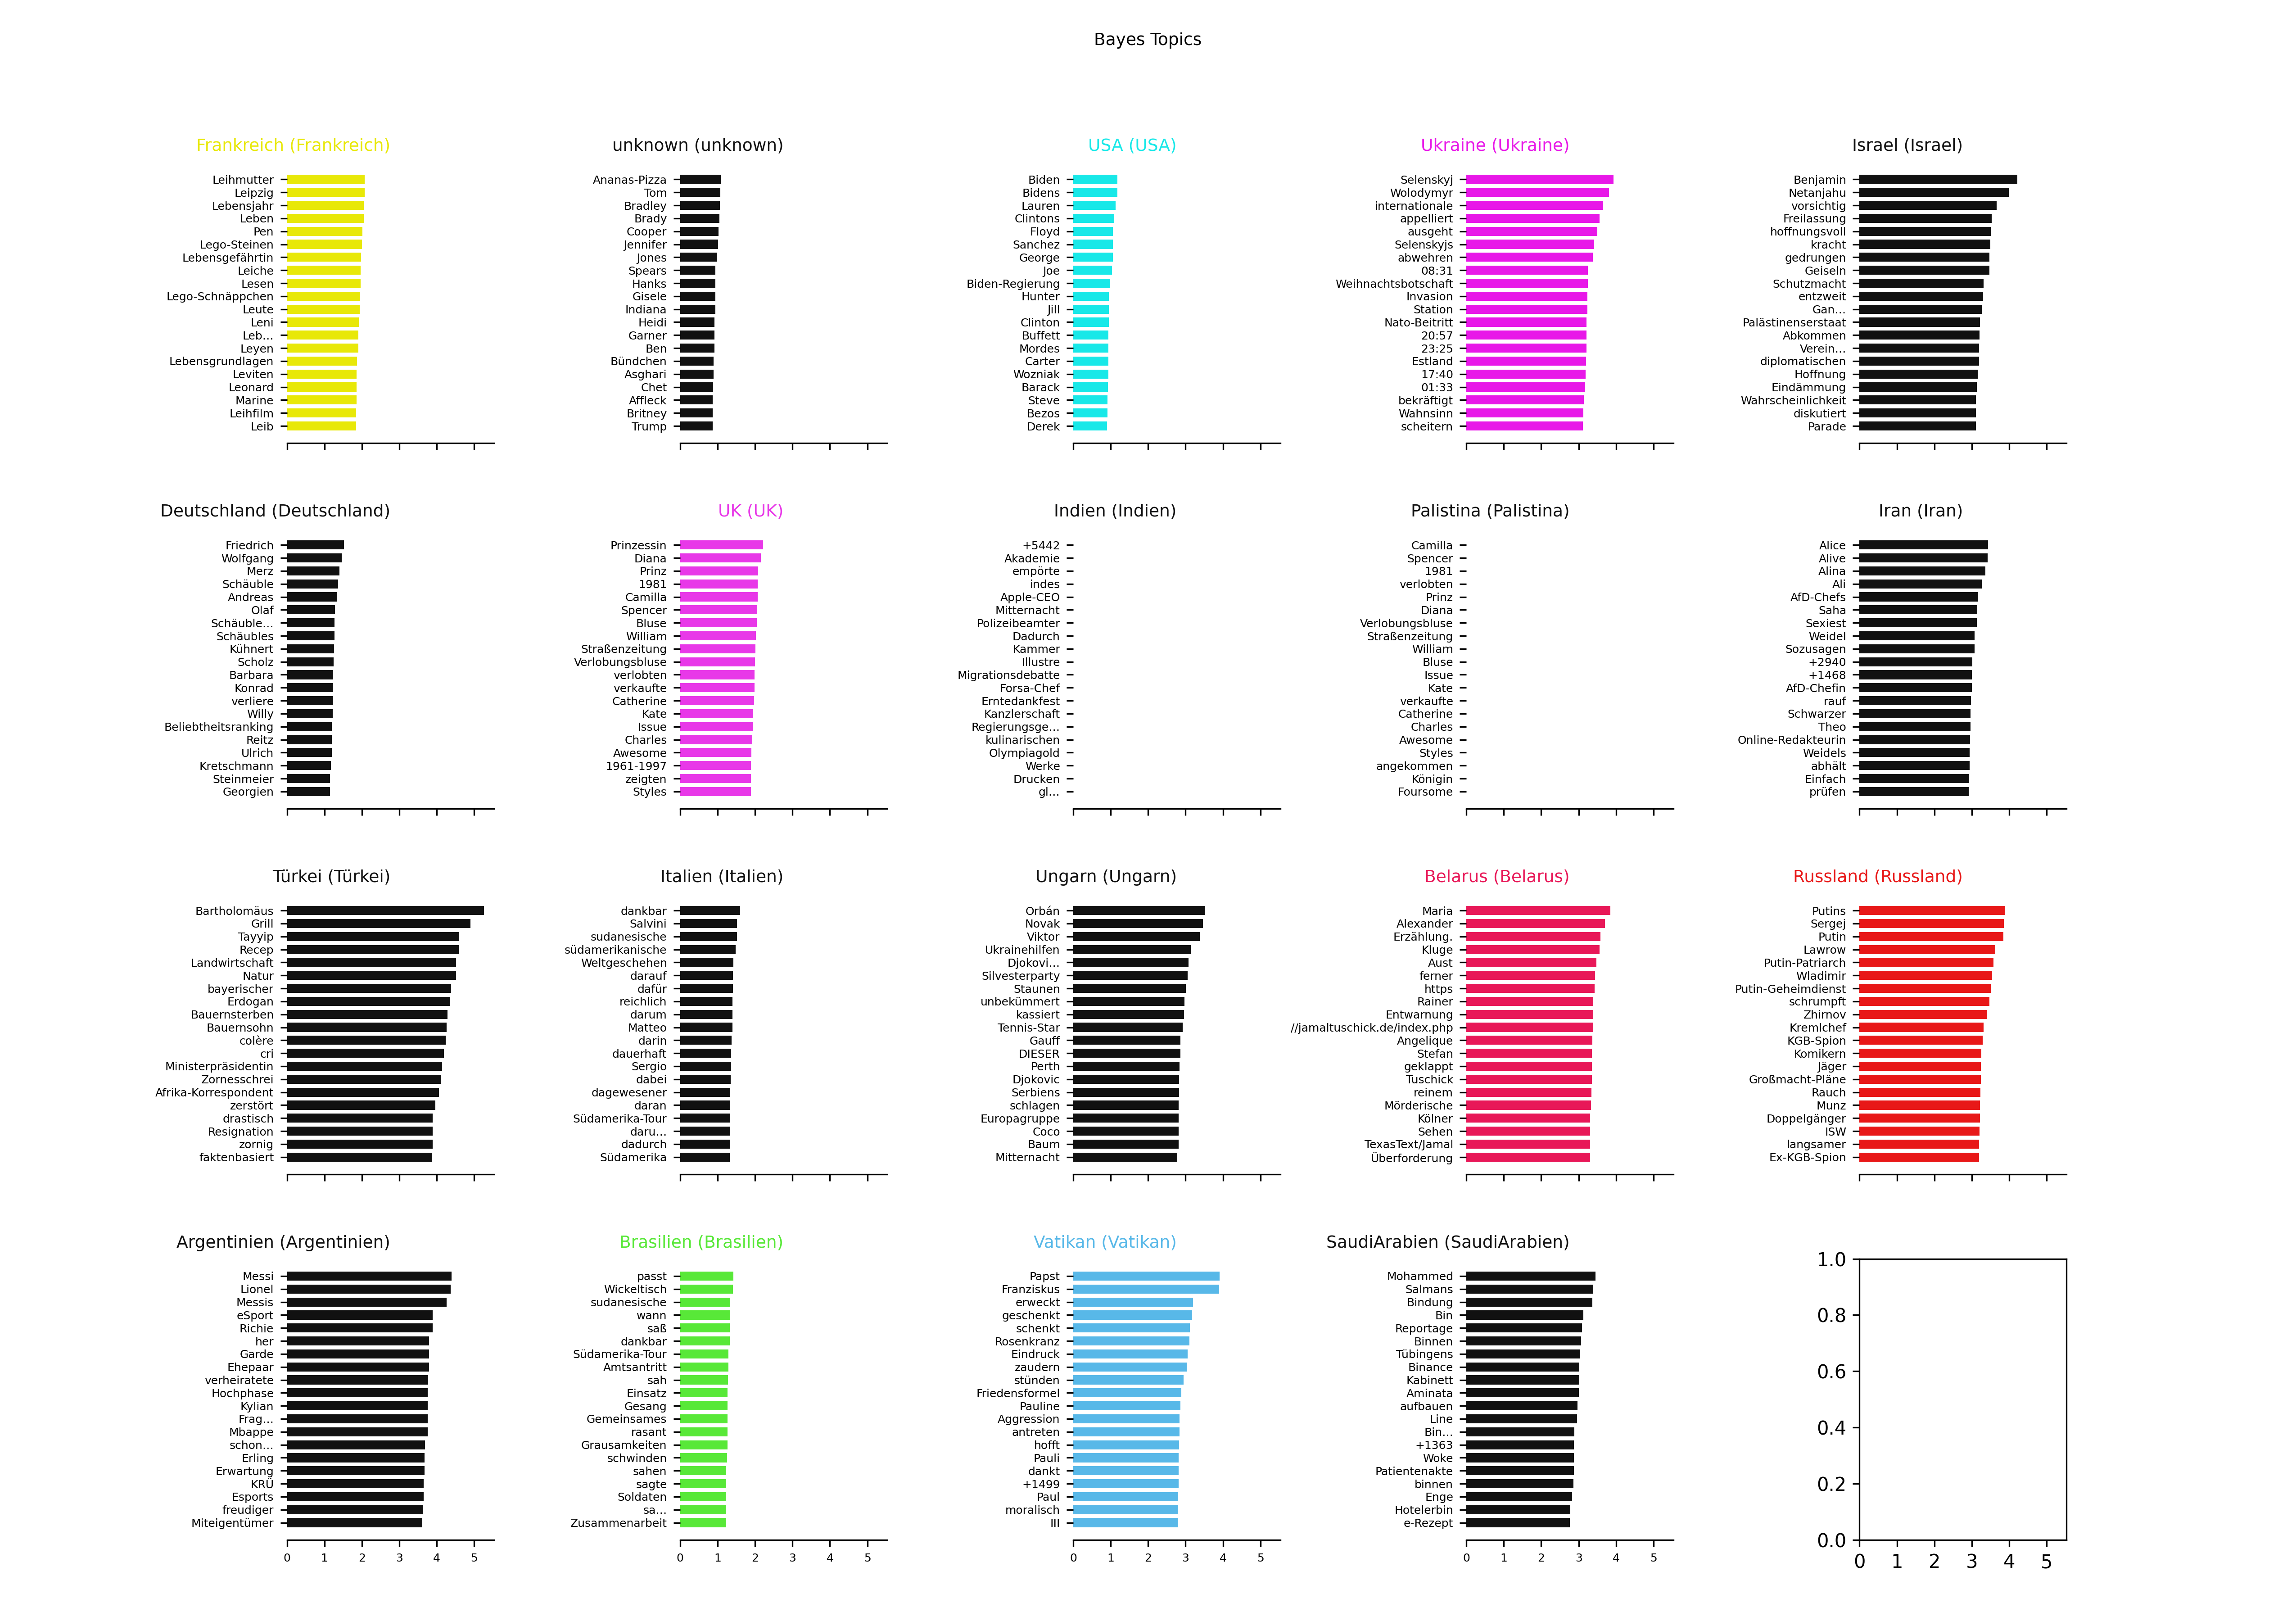 Bayes Topics
Frankreich (Frankreich)
Leihmutter
Leipzig
Lebensjahr
Leben
Pen
Lego-Steinen
Lebensgefährtin
Leiche
Lesen
Lego-Schnäppchen
Leute
Leni
Leb...
Leyen
Lebensgrundlagen
Leviten
Leonard
Marine
Leihfilm
Leib
unknown (unknown)
Ananas-Pizza
Tom
Bradley
Brady
Cooper
Jennifer
Jones
Spears
Hanks
Gisele
Indiana
Heidi
Garner
Ben
Bündchen
Asghari
Chet
Affleck
Britney
Trump
USA (USA)
Biden
Bidens
Lauren
Clintons
Floyd
Sanchez
George
Joe
Biden-Regierung
Hunter
Jill
Clinton
Buffett
Mordes
Carter
Wozniak
Barack
Steve
Bezos
Derek
Ukraine (Ukraine)
Selenskyj
Wolodymyr
internationale
appelliert
ausgeht
Selenskyjs
abwehren
08:31
Weihnachtsbotschaft
Invasion
Station
Nato-Beitritt
20:57
23:25
Estland
17:40
01:33
bekräftigt
Wahnsinn
scheitern
Israel (Israel)
Benjamin
Netanjahu
vorsichtig
Freilassung
hoffnungsvoll
kracht
gedrungen
Geiseln
Schutzmacht
entzweit
Gan...
Palästinenserstaat
Abkommen
Verein...
diplomatischen
Hoffnung
Eindämmung
Wahrscheinlichkeit
diskutiert
Parade
Deutschland (Deutschland)
Friedrich
Wolfgang
Merz
Schäuble
Andreas
Olaf
Schäuble...
Schäubles
Kühnert
Scholz
Barbara
Konrad
verliere
Willy
Beliebtheitsranking
Reitz
Ulrich
Kretschmann
Steinmeier
Georgien
UK (UK)
Prinzessin
Diana
Prinz
1981
Camilla
Spencer
Bluse
William
Straßenzeitung
Verlobungsbluse
verlobten
verkaufte
Catherine
Kate
Issue
Charles
Awesome
1961-1997
zeigten
Styles
Indien (Indien)
+5442
Akademie
empörte
indes
Apple-CEO
Mitternacht
Polizeibeamter
Dadurch
Kammer
Illustre
Migrationsdebatte
Forsa-Chef
Erntedankfest
Kanzlerschaft
Regierungsge...
kulinarischen
Olympiagold
Werke
Drucken
gl...
Palistina (Palistina)
Camilla
Spencer
1981
verlobten
Prinz
Diana
Verlobungsbluse
Straßenzeitung
William
Bluse
Issue
Kate
verkaufte
Catherine
Charles
Awesome
Styles
angekommen
Königin
Foursome
Iran (Iran)
Alice
Alive
Alina
Ali
AfD-Chefs
Saha
Sexiest
Weidel
Sozusagen
+2940
+1468
AfD-Chefin
rauf
Schwarzer
Theo
Online-Redakteurin
Weidels
abhält
Einfach
prüfen
Türkei (Türkei)
Bartholomäus
Grill
Tayyip
Recep
Landwirtschaft
Natur
bayerischer
Erdogan
Bauernsterben
Bauernsohn
colère
cri
Ministerpräsidentin
Zornesschrei
Afrika-Korrespondent
zerstört
drastisch
Resignation
zornig
faktenbasiert
Italien (Italien)
dankbar
Salvini
sudanesische
südamerikanische
Weltgeschehen
darauf
dafür
reichlich
darum
Matteo
darin
dauerhaft
Sergio
dabei
dagewesener
daran
Südamerika-Tour
daru...
dadurch
Südamerika
Ungarn (Ungarn)
Orbán
Novak
Viktor
Ukrainehilfen
Djokovi...
Silvesterparty
Staunen
unbekümmert
kassiert
Tennis-Star
Gauff
DIESER
Perth
Djokovic
Serbiens
schlagen
Europagruppe
Coco
Baum
Mitternacht
Belarus (Belarus)
Maria
Alexander
Erzählung.
Kluge
Aust
ferner
https
Rainer
Entwarnung
//jamaltuschick.de/index.php
Angelique
Stefan
geklappt
Tuschick
reinem
Mörderische
Kölner
Sehen
TexasText/Jamal
Überforderung
Russland (Russland)
Putins
Sergej
Putin
Lawrow
Putin-Patriarch
Wladimir
Putin-Geheimdienst
schrumpft
Zhirnov
Kremlchef
KGB-Spion
Komikern
Jäger
Großmacht-Pläne
Rauch
Munz
Doppelgänger
ISW
langsamer
Ex-KGB-Spion
Argentinien (Argentinien)
Messi
Lionel
Messis
eSport
Richie
her
Garde
Ehepaar
verheiratete
Hochphase
Kylian
Frag...
Mbappe
schon...
Erling
Erwartung
KRÜ
Esports
freudiger
Miteigentümer
0 1 2 3 4 5
Brasilien (Brasilien)
passt
Wickeltisch
sudanesische
wann
saß
dankbar
Südamerika-Tour
Amtsantritt
sah
Einsatz
Gesang
Gemeinsames
rasant
Grausamkeiten
schwinden
sahen
sagte
Soldaten
sa...
Zusammenarbeit
0 1 2 3 4 5
Vatikan (Vatikan)
Papst
Franziskus
erweckt
geschenkt
schenkt
Rosenkranz
Eindruck
zaudern
stünden
Friedensformel
Pauline
Aggression
antreten
hofft
Pauli
dankt
+1499
Paul
moralisch
III
0 1 2 3 4 5
SaudiArabien (SaudiArabien)
Mohammed
Salmans
Bindung
Bin
Reportage
Binnen
Tübingens
Binance
Kabinett
Aminata
aufbauen
Line
Bin...
+1363
Woke
Patientenakte
binnen
Enge
Hotelerbin
e-Rezept
0 1 2 3 4 5
1.0
0.8
0.6
0.4
0.2
0.0
0 1 2 3 4 5